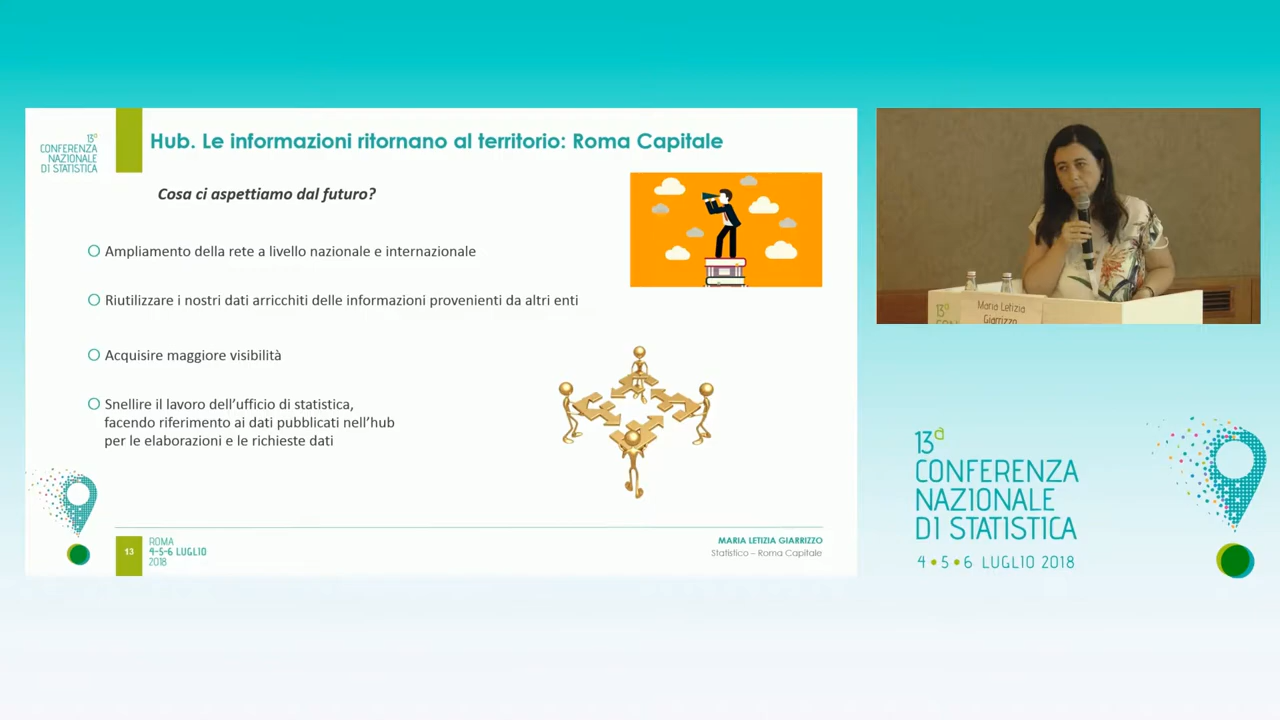 13ª
CONFERENZA
NAZIONALE
DI STATISTICA
Hub. Le informazioni ritornano al territorio: Roma Capitale
Cosa ci aspettiamo dal futuro?
Ampliamento della rete a livello nazionale e internazionale
Riutilizzare i nostri dati arricchiti delle informazioni provenienti da altri enti
Acquisire maggiore visibilità
Snellire il lavoro dell'ufficio di statistica,
facendo riferimento ai dati pubblicati nell'hub
per le elaborazioni e le richieste dati
13
ROMA
4-5-6 LUGLIO
2018
MARIA LETIZIA GIARRIZZO
Statistico – Roma Capitale
Maria Letizia
Giarrizzo
13ª
CON
13ª
CONFERENZA
NAZIONALE
DI STATISTICA
4 • 5 • 6 LUGLIO 2018